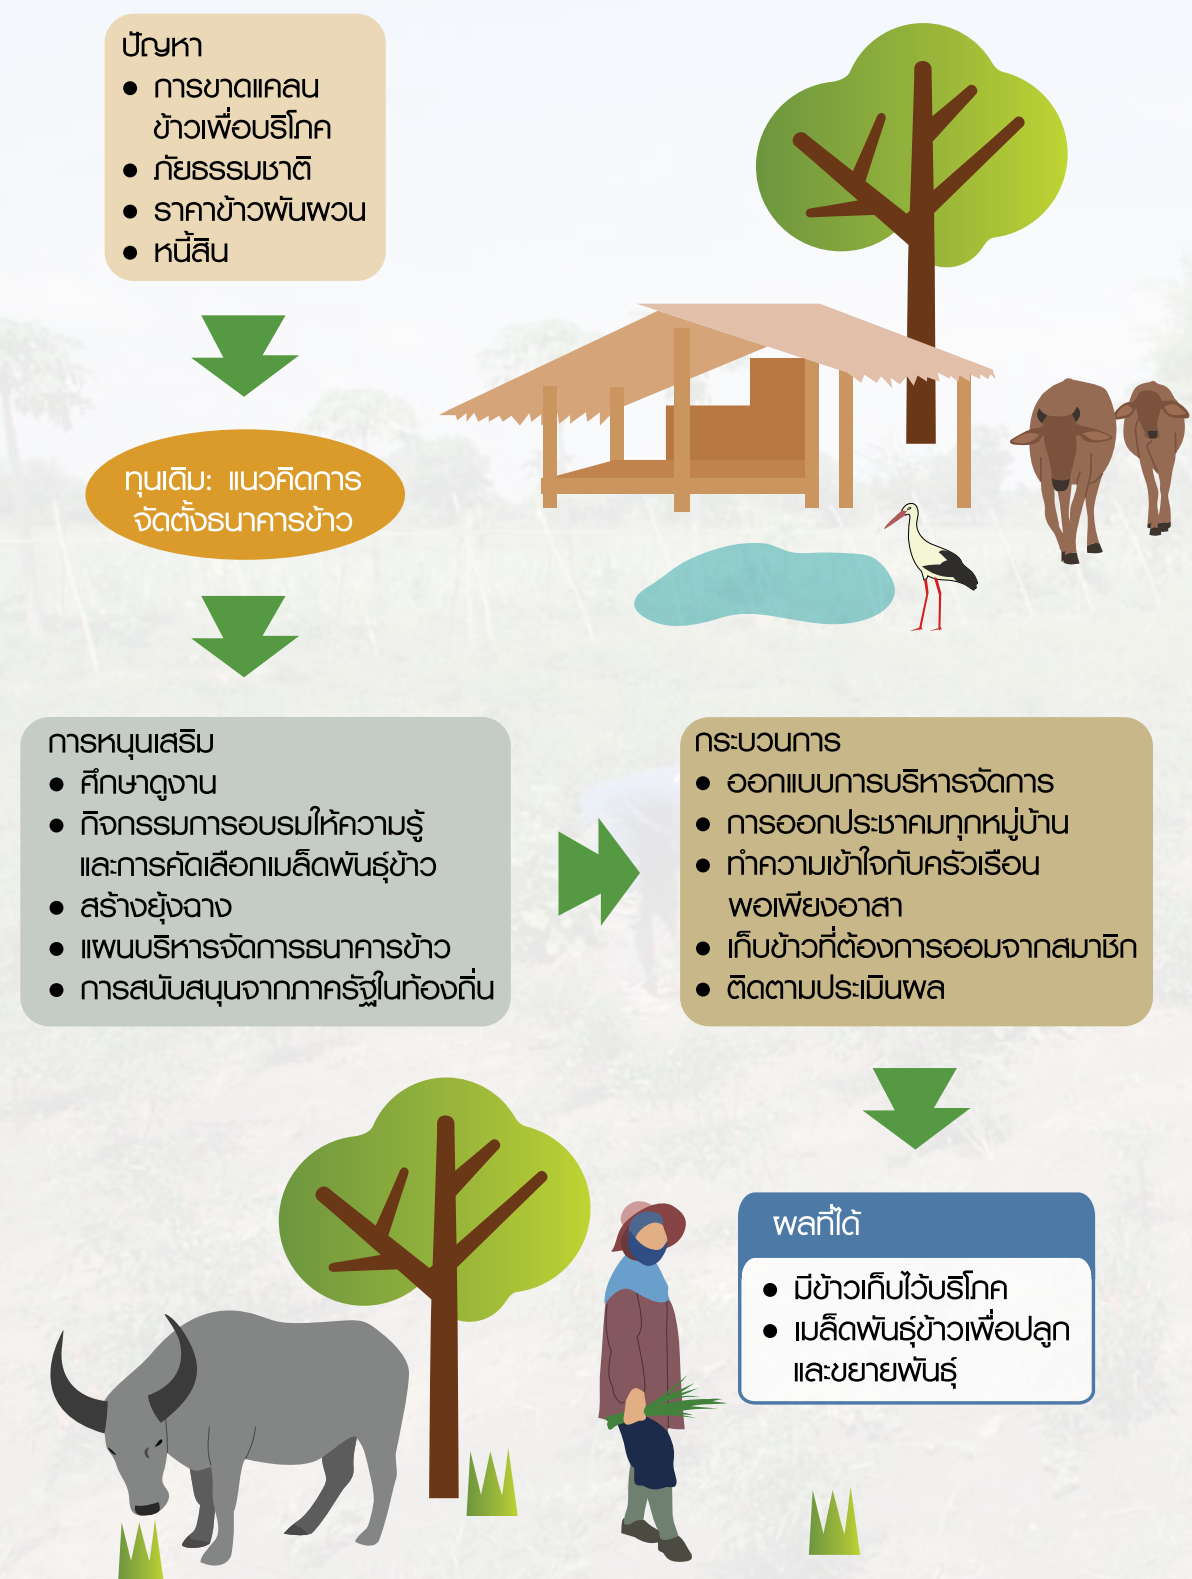 ปัญหา
● การขาดแคลน
ข้าวเพื่อบริโภค
● ภัยธรรมชาติ
● ราคาข้าวผันผวน
● หนี้สิน
ทุนเดิม: แนวคิดการ
จัดตั้งธนาคารข้าว
การหนุนเสริม
● ศึกษาดูงาน
● กิจกรรมการอบรมให้ความรู้
และการคัดเลือกเมล็ดพันธุ์ข้าว
● สร้างยุ้งฉาง
● แผนบริหารจัดการธนาคารข้าว
● การสนับสนุนจากภาครัฐในท้องถิ่น
กระบวนการ
● ออกแบบการบริหารจัดการ
● การออกประชาคมทุกหมู่บ้าน
● ทำความเข้าใจกับครัวเรือน
พอเพียงอาสา
● เก็บข้าวที่ต้องการออมจากสมาชิก
● ติดตามประเมินผล
ผลที่ได้
● มีข้าวเก็บไว้บริโภค
● เมล็ดพันธุ์ข้าวเพื่อปลูก
และขยายพันธุ์